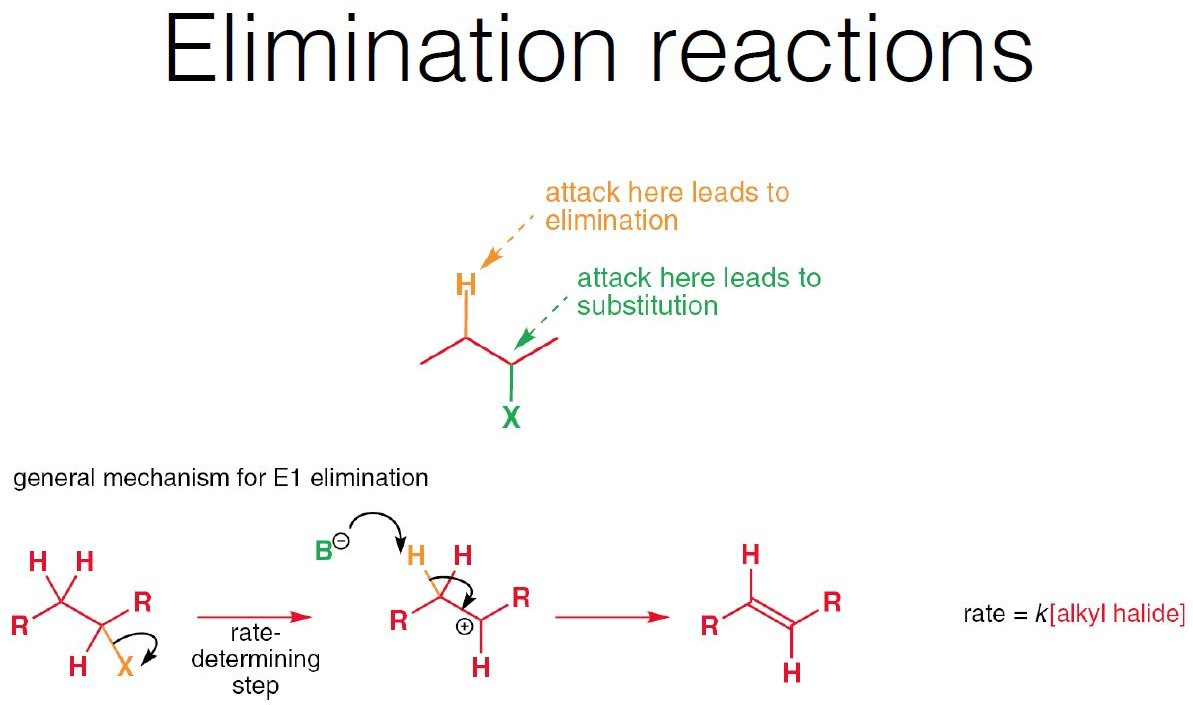 Elimination reactions
attack here leads to
elimination
H
attack here leads to
substitution
X
general mechanism for E1 elimination
B⊖
H H
R R
H X
rate-
determining
step
H H
R R
⊕
H
H
R R
H
rate = k[alkyl halide]